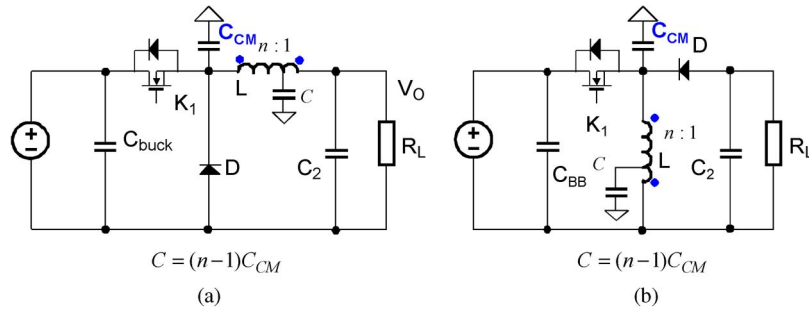 C_CM
n : 1
K_1
L
C
V_O
C_buck
D
C_2
R_L
C = (n−1)C_CM
(a)
C_CM
D
K_1
n : 1
C
L
C_BB
C_2
R_L
C = (n−1)C_CM
(b)